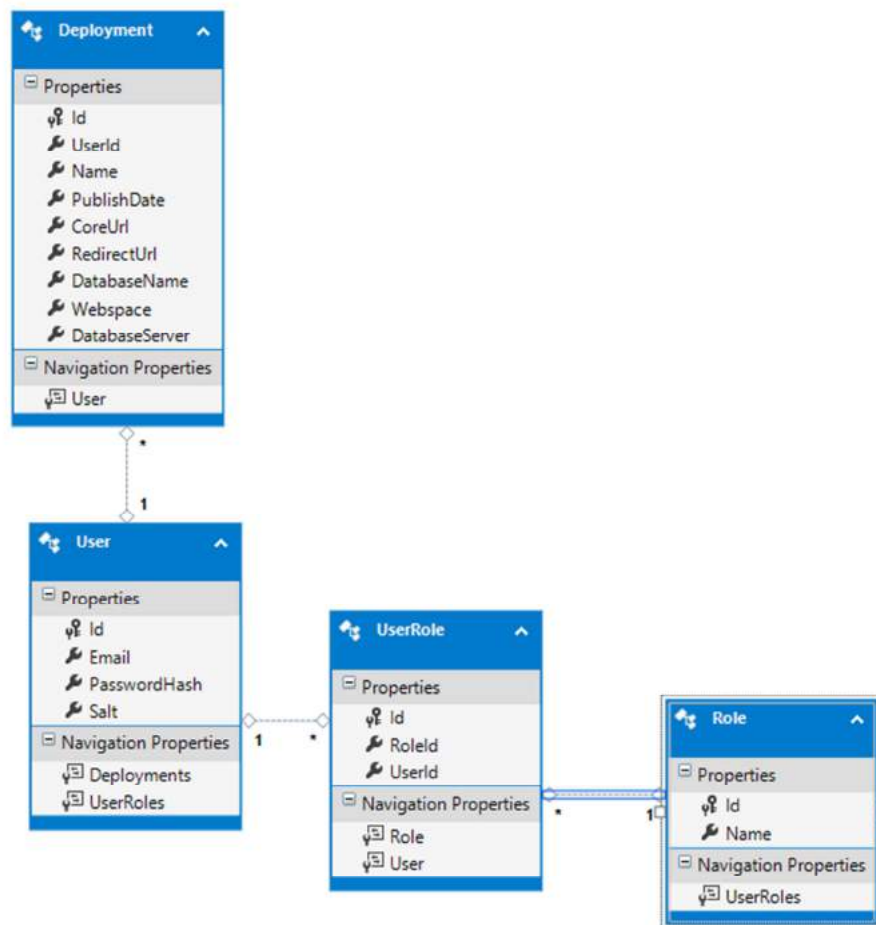 Deployment
Properties
Id
UserId
Name
PublishDate
CoreUrl
RedirectUrl
DatabaseName
Webspace
DatabaseServer
Navigation Properties
User
*
1
User
Properties
Id
Email
PasswordHash
Salt
Navigation Properties
Deployments
UserRoles
1 *
UserRole
Properties
Id
RoleId
UserId
Navigation Properties
Role
User
* 1
Role
Properties
Id
Name
Navigation Properties
UserRoles